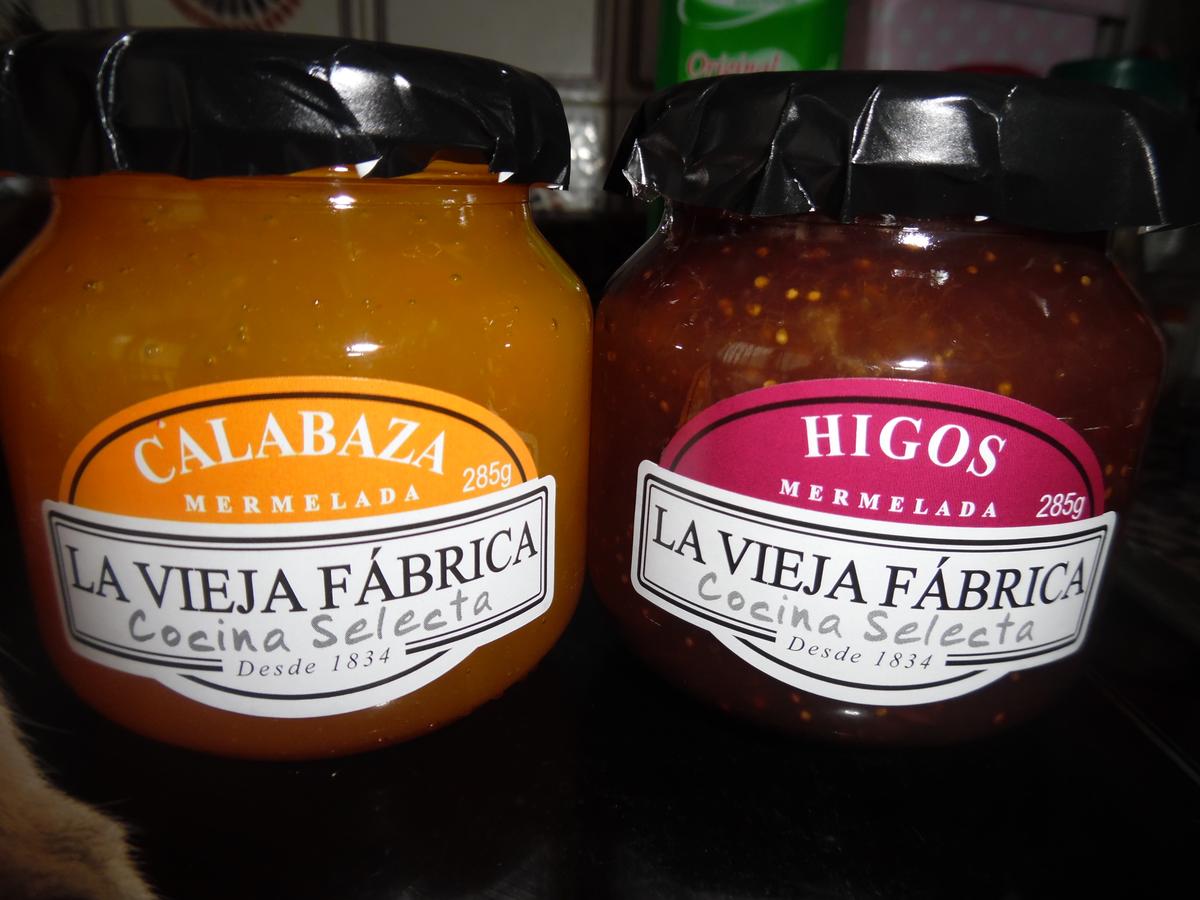 Original
CALABAZA
MERMELADA
285g
LA VIEJA FÁBRICA
Cocina Selecta
Desde 1834
HIGOS
MERMELADA
285g
LA VIEJA FÁBRICA
Cocina Selecta
Desde 1834